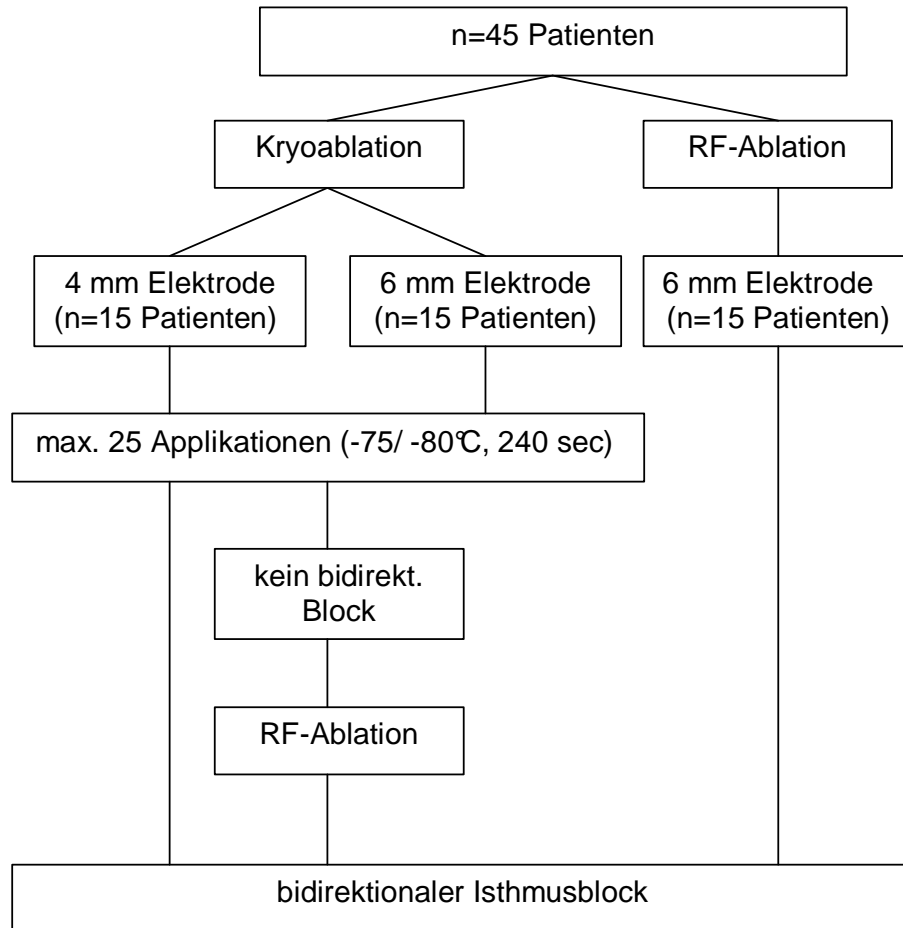 n=45 Patienten
Kryoablation
RF-Ablation
4 mm Elektrode
(n=15 Patienten)
6 mm Elektrode
(n=15 Patienten)
6 mm Elektrode
(n=15 Patienten)
max. 25 Applikationen (-75/ -80°C, 240 sec)
kein bidirekt.
Block
RF-Ablation
bidirektionaler Isthmusblock